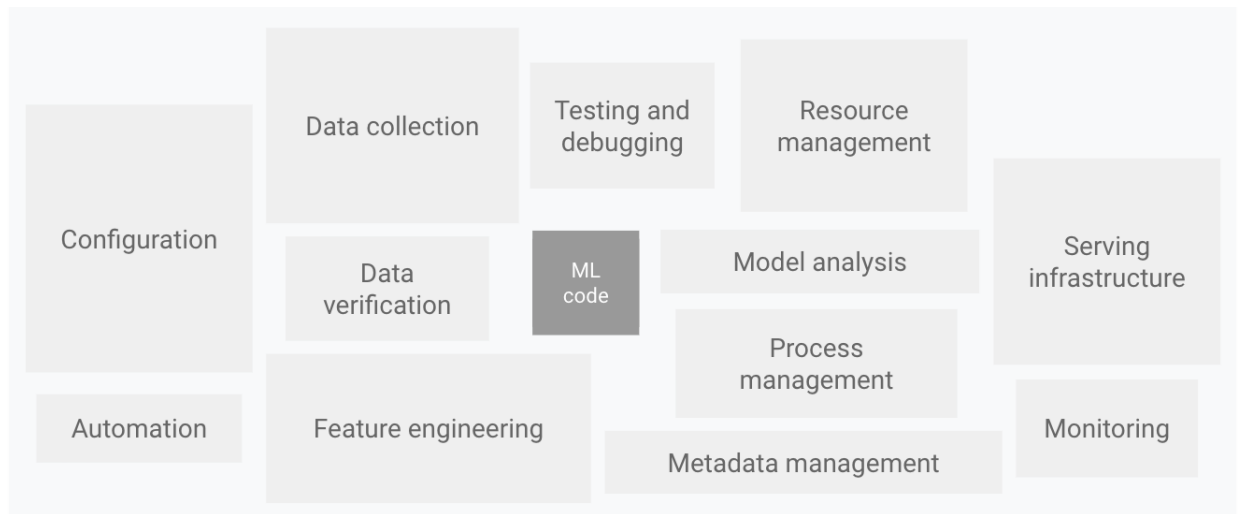 Data collection
Testing and
debugging
Resource
management
Configuration
Data
verification
ML
code
Model analysis
Serving
infrastructure
Process
management
Automation
Feature engineering
Metadata management
Monitoring